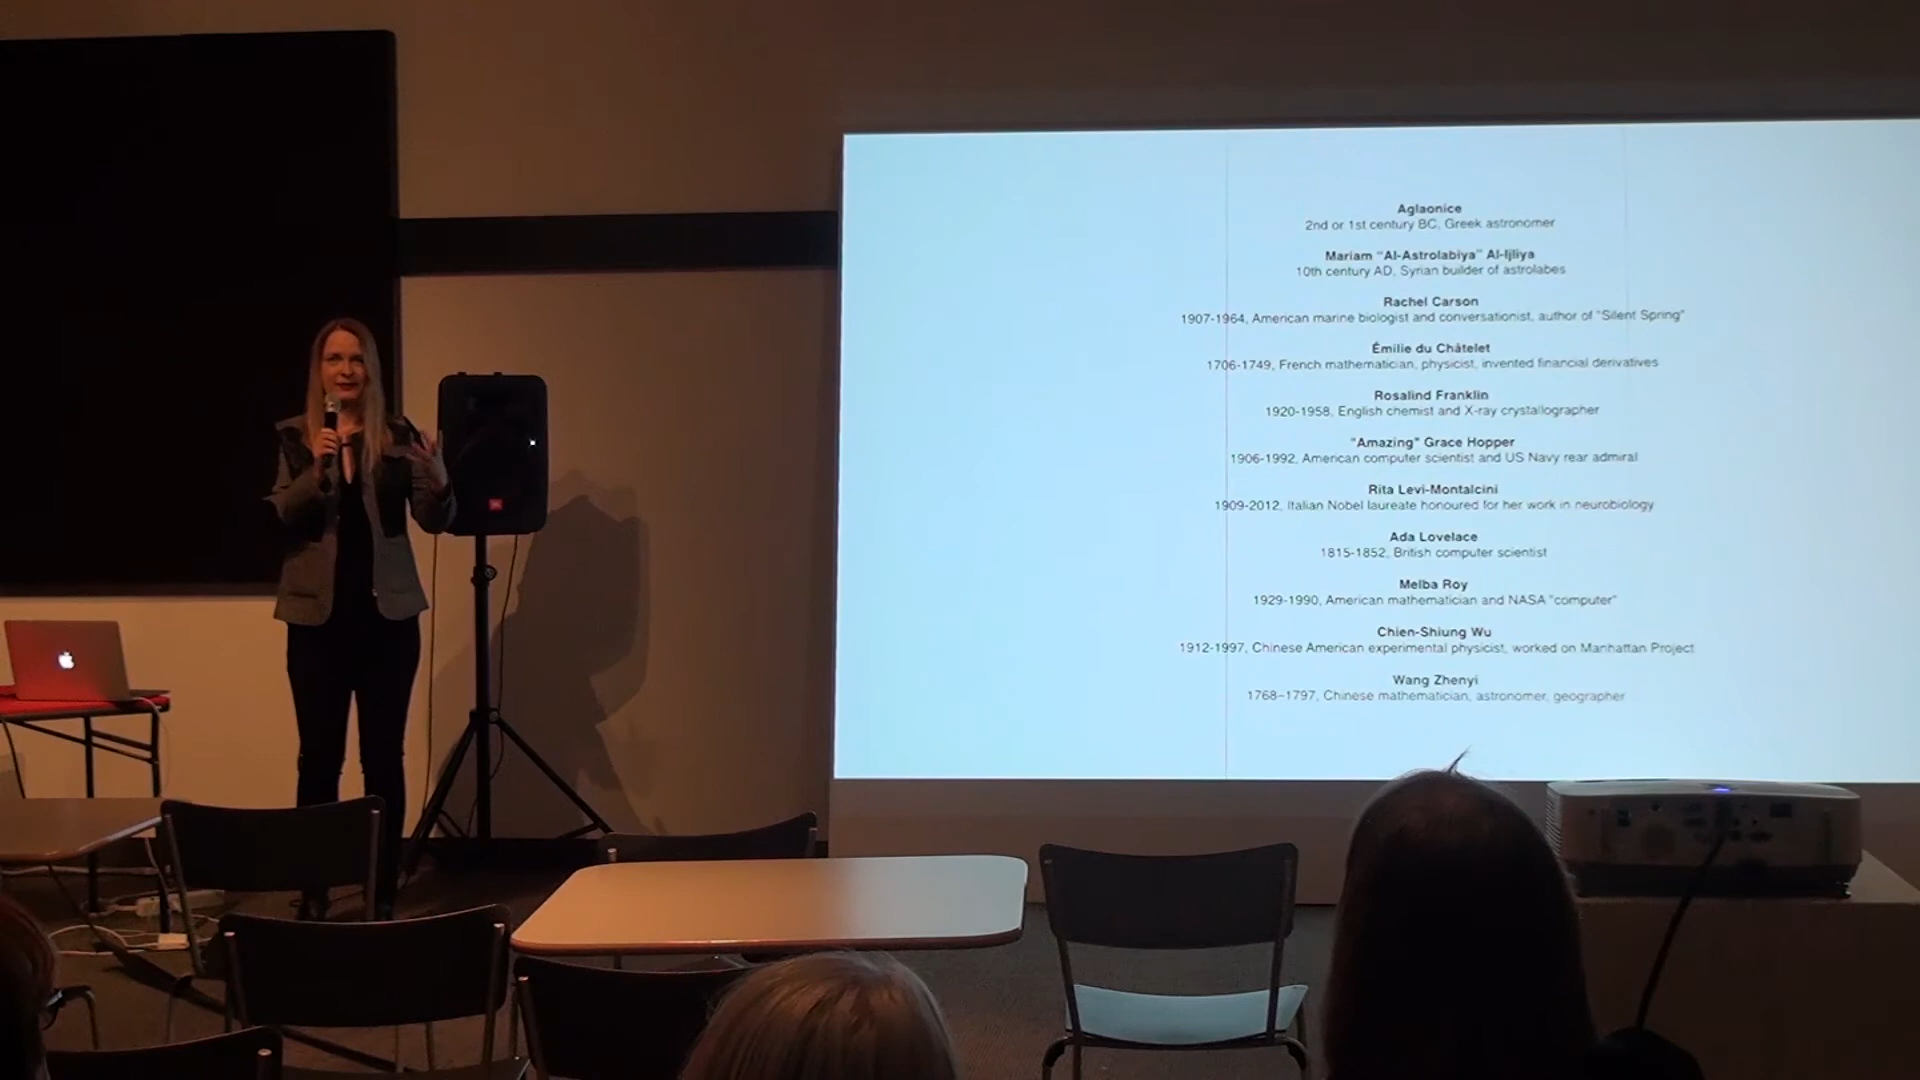 Aglaonice
2nd or 1st century BC, Greek astronomer
Mariam "Al-Astrolabiya" Al-Ijliya
10th century AD, Syrian builder of astrolabes
Rachel Carson
1907-1964, American marine biologist and conversationist, author of "Silent Spring"
Émilie du Châtelet
1706-1749, French mathematician, physicist, invented financial derivatives
Rosalind Franklin
1920-1958, English chemist and X-ray crystallographer
"Amazing" Grace Hopper
1906-1992, American computer scientist and US Navy rear admiral
Rita Levi-Montalcini
1909-2012, Italian Nobel laureate honoured for her work in neurobiology
Ada Lovelace
1815-1852, British computer scientist
Melba Roy
1929-1990, American mathematician and NASA "computer"
Chien-Shiung Wu
1912-1997, Chinese American experimental physicist, worked on Manhattan Project
Wang Zhenyi
1768–1797, Chinese mathematician, astronomer, geographer